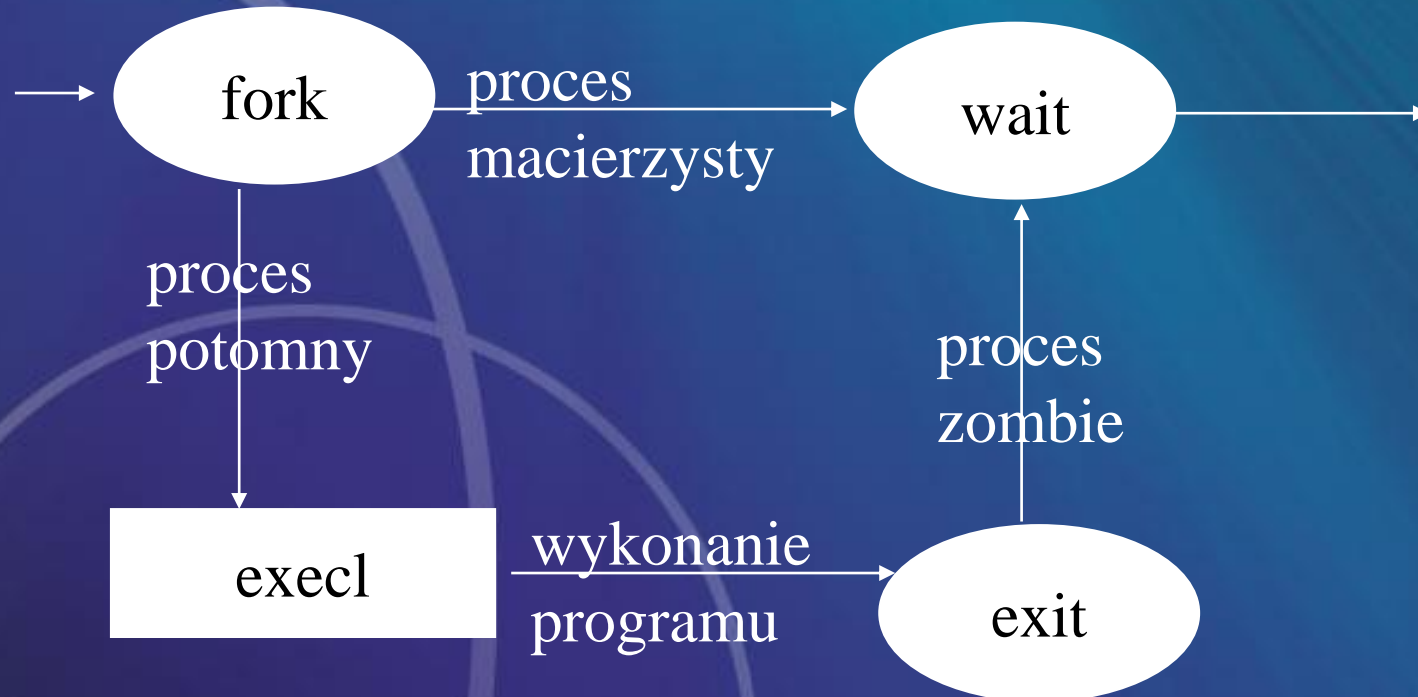 fork
proces
macierzysty
wait
proces
potomny
proces
zombie
execl
wykonanie
programu
exit